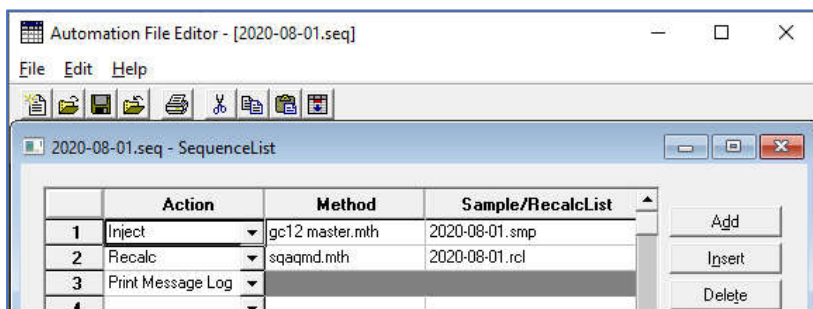 Automation File Editor - [2020-08-01.seq]
File Edit Help
2020-08-01.seq - SequenceList
Action Method Sample/RecalcList
1 Inject gc12 master.mth 2020-08-01.smp Add
2 Recalc sqaqmd.mth 2020-08-01.rcl Insert
3 Print Message Log Delete